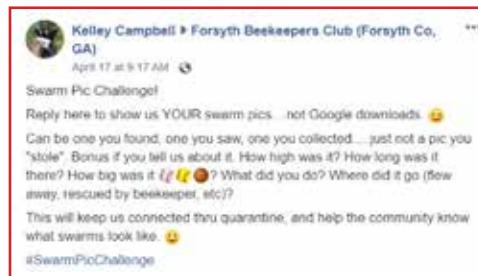 Kelley Campbell ▸ Forsyth Beekeepers Club (Forsyth Co,
GA)
April 17 at 9:17 AM
Swarm Pic Challenge!
Reply here to show us YOUR swarm pics... not Google downloads. 😀
Can be one you found, one you saw, one you collected.... just not a pic you
"stole". Bonus if you tell us about it. How high was it? How long was it
there? How big was it 🏈🏀? What did you do? Where did it go (flew
away, rescued by beekeeper, etc)?
This will keep us connected thru quarantine, and help the community know
what swarms look like. 😀
#SwarmPicChallenge